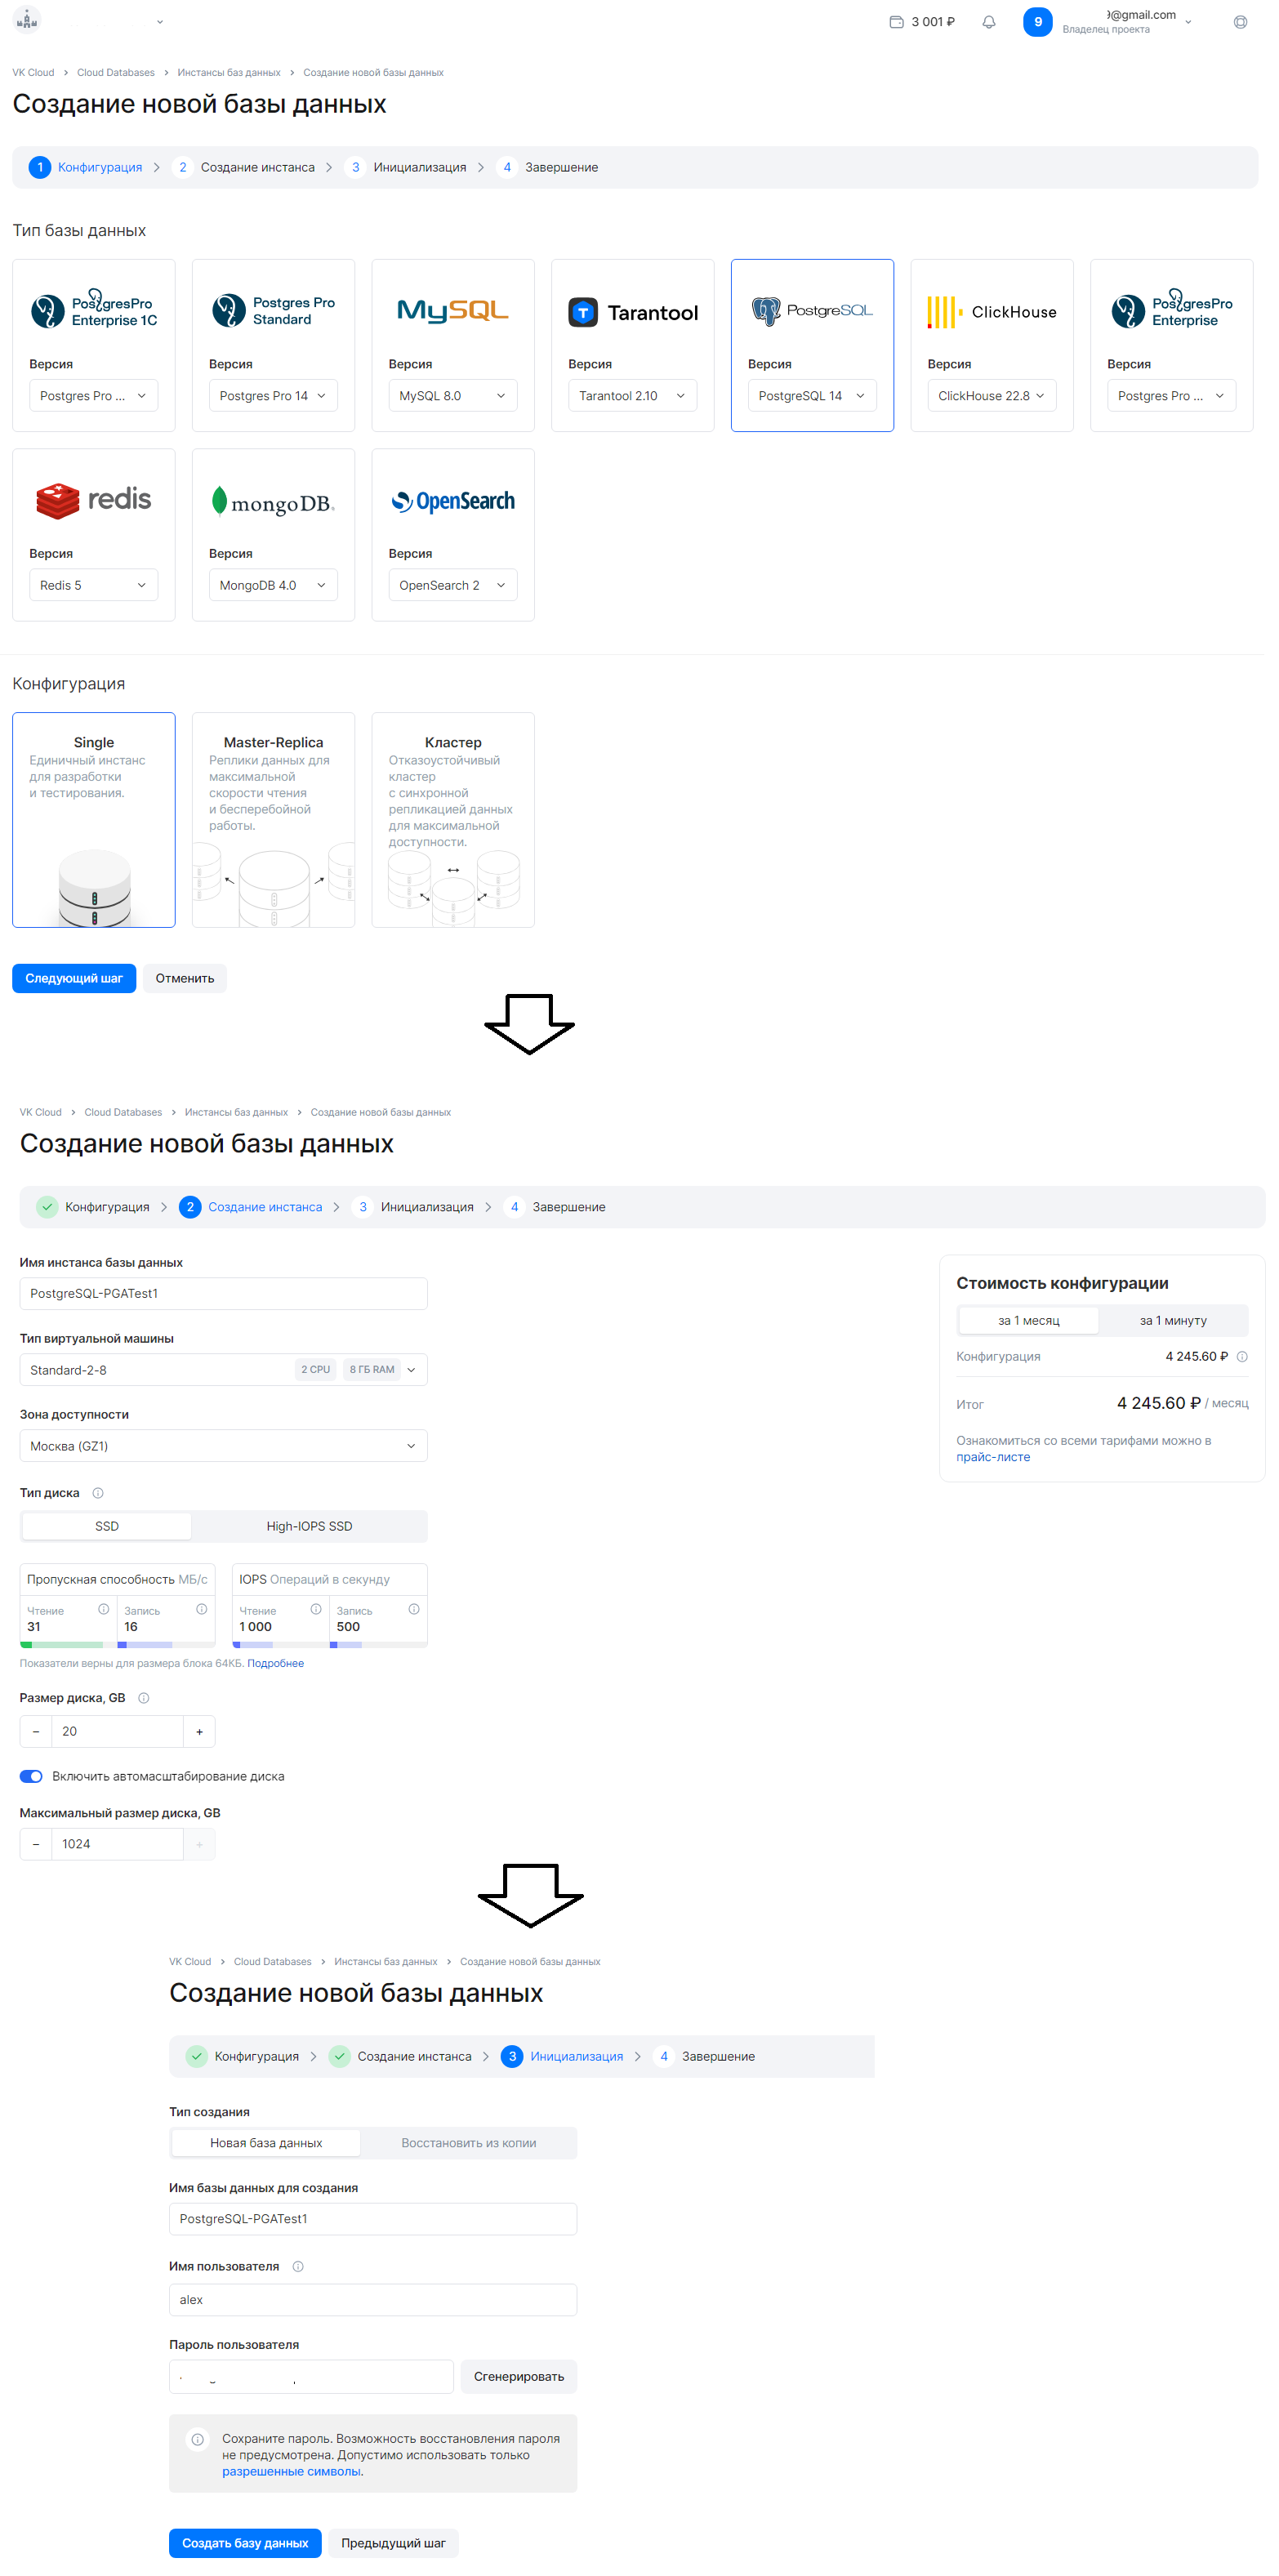 3 001 ₽
9
9@gmail.com
Владелец проекта
VK Cloud > Cloud Databases > Инстансы баз данных > Создание новой базы данных
Создание новой базы данных
1 Конфигурация > 2 Создание инстанса > 3 Инициализация > 4 Завершение
Тип базы данных
PostgresPro Enterprise 1C
Версия
Postgres Pro ...
Postgres Pro Standard
Версия
Postgres Pro 14
MySQL
Версия
MySQL 8.0
Tarantool
Версия
Tarantool 2.10
PostgreSQL
Версия
PostgreSQL 14
ClickHouse
Версия
ClickHouse 22.8
PostgresPro Enterprise
Версия
Postgres Pro ...
redis
Версия
Redis 5
mongoDB.
Версия
MongoDB 4.0
OpenSearch
Версия
OpenSearch 2
Конфигурация
Single
Единичный инстанс
для разработки
и тестирования.
Master-Replica
Реплики данных для
максимальной
скорости чтения
и бесперебойной
работы.
Кластер
Отказоустойчивый
кластер
с синхронной
репликацией данных
для максимальной
доступности.
Следующий шаг
Отменить
VK Cloud > Cloud Databases > Инстансы баз данных > Создание новой базы данных
Создание новой базы данных
Конфигурация > 2 Создание инстанса > 3 Инициализация > 4 Завершение
Имя инстанса базы данных
PostgreSQL-PGATest1
Тип виртуальной машины
Standard-2-8 2 CPU 8 ГБ RAM
Зона доступности
Москва (GZ1)
Тип диска
SSD
High-IOPS SSD
Пропускная способность МБ/с
Чтение
31
Запись
16
IOPS Операций в секунду
Чтение
1 000
Запись
500
Показатели верны для размера блока 64КБ. Подробнее
Размер диска, GB
− 20 +
Включить автомасштабирование диска
Максимальный размер диска, GB
− 1024 +
Стоимость конфигурации
за 1 месяц
за 1 минуту
Конфигурация 4 245.60 ₽
Итог 4 245.60 ₽ / месяц
Ознакомиться со всеми тарифами можно в
прайс-листе
VK Cloud > Cloud Databases > Инстансы баз данных > Создание новой базы данных
Создание новой базы данных
Конфигурация > Создание инстанса > 3 Инициализация > 4 Завершение
Тип создания
Новая база данных
Восстановить из копии
Имя базы данных для создания
PostgreSQL-PGATest1
Имя пользователя
alex
Пароль пользователя
Сгенерировать
Сохраните пароль. Возможность восстановления пароля
не предусмотрена. Допустимо использовать только
разрешенные символы.
Создать базу данных
Предыдущий шаг